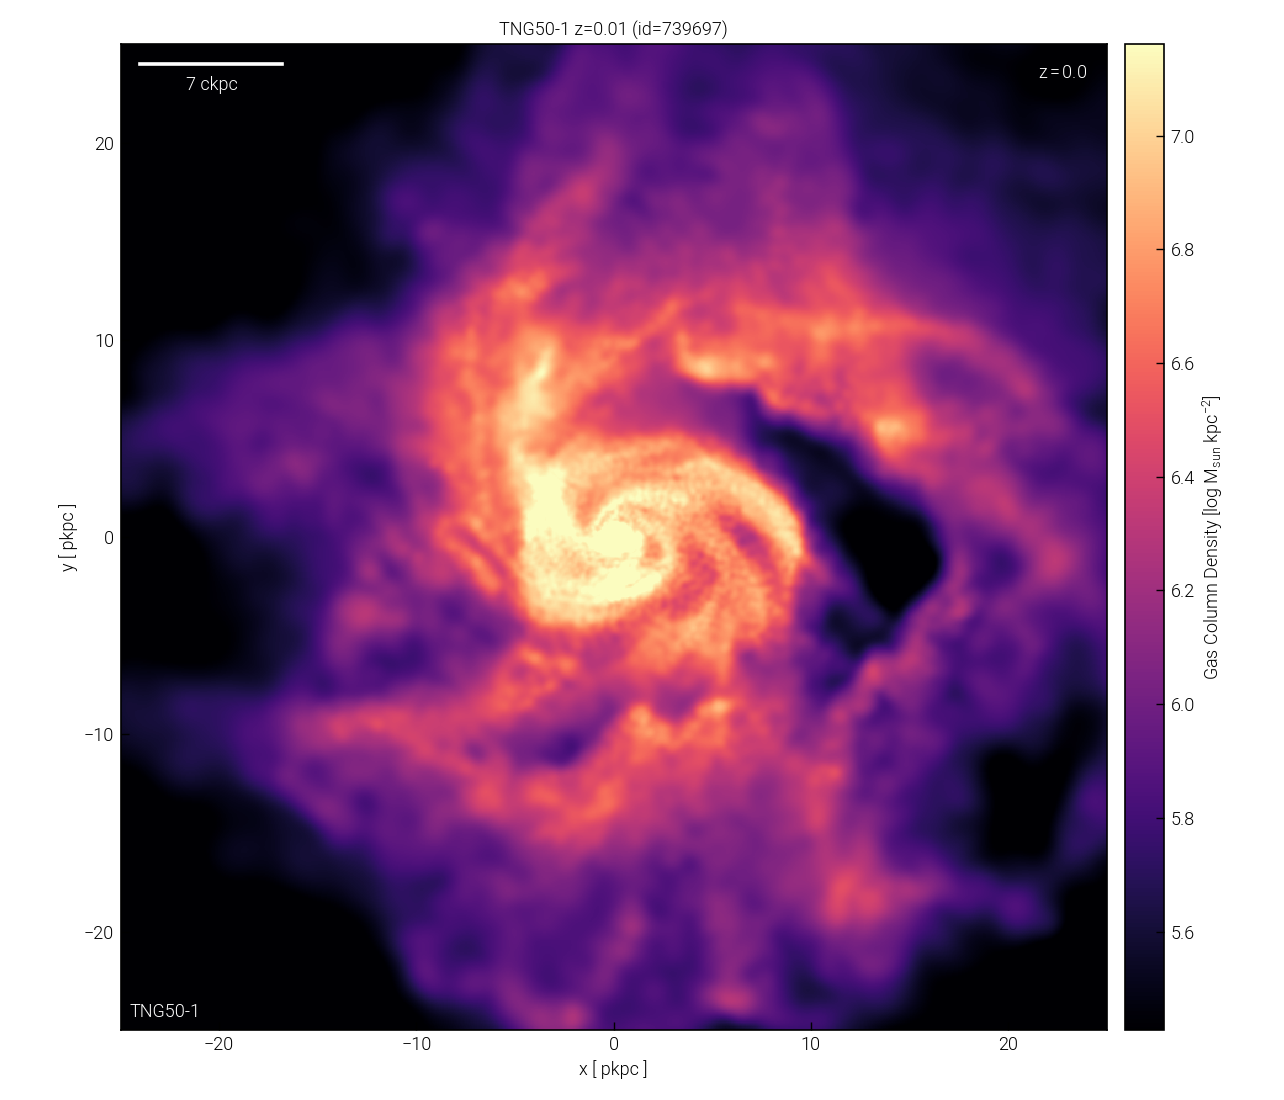 TNG50-1 z=0.01 (id=739697)
7 ckpc
z=0.0
20
10
0
−10
−20
y [ pkpc ]
TNG50-1
−20
−10
0
10
20
x [ pkpc ]
7.0
6.8
6.6
6.4
6.2
6.0
5.8
5.6
Gas Column Density [log M_sun kpc^−2]